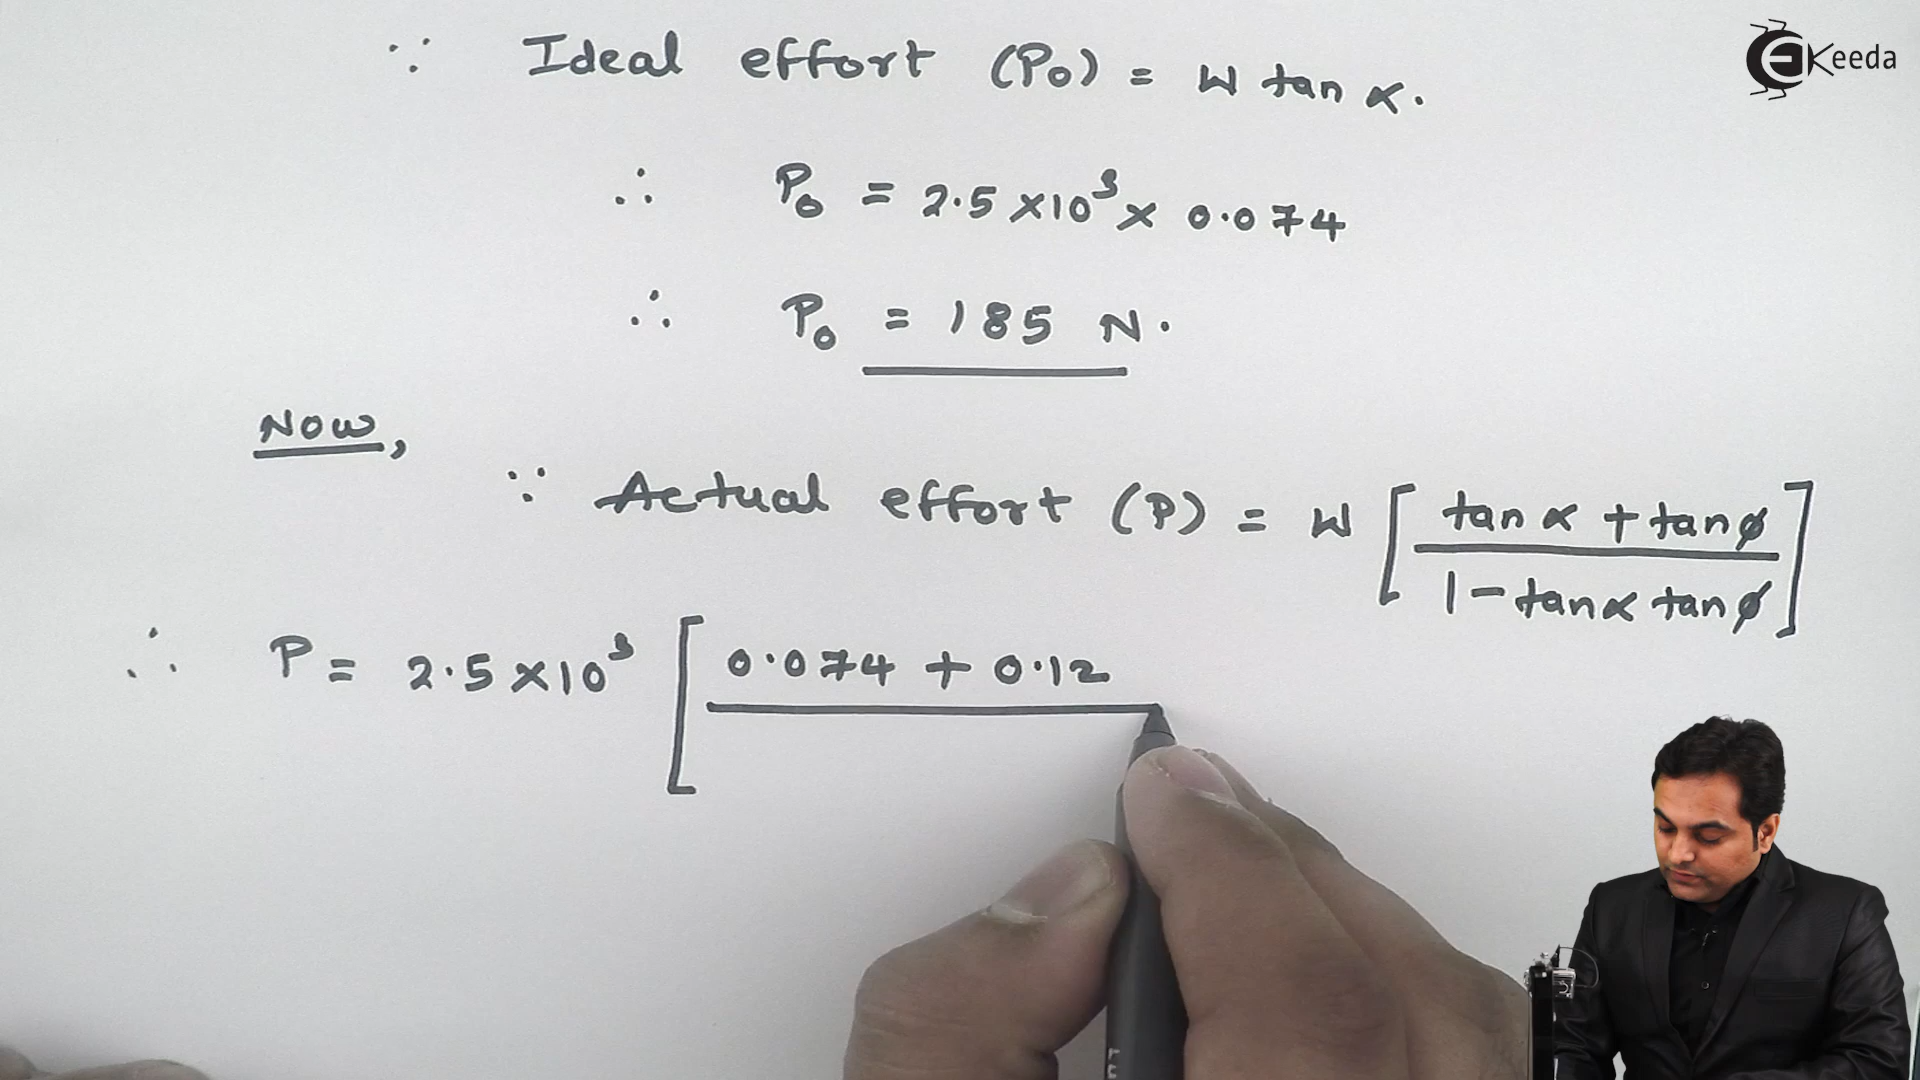 Keeda
∵ Ideal effort (P₀) = W tan α.
∴ P₀ = 2.5 × 10³ × 0.074
∴ P₀ = 185 N.
Now,
∵ Actual effort (P) = W [ tan α + tan φ / 1 - tan α tan φ ]
∴ P = 2.5 × 10³ [ 0.074 + 0.12